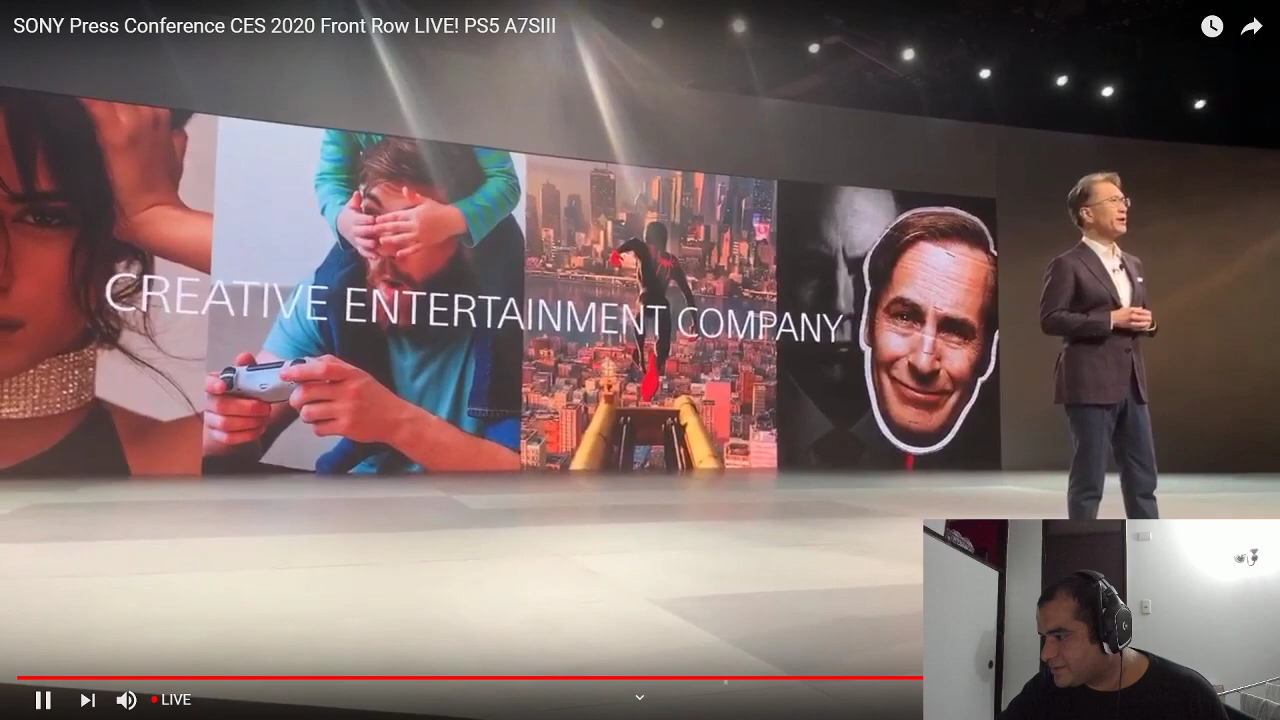 SONY Press Conference CES 2020 Front Row LIVE! PS5 A7SIII
CREATIVE ENTERTAINMENT COMPANY
LIVE